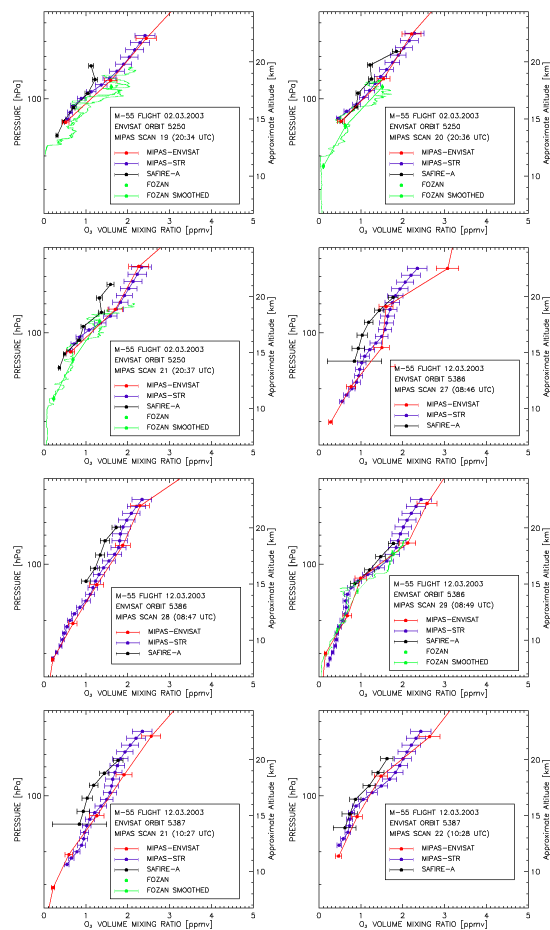 PRESSURE [hPa]
100
M-55 FLIGHT 02.03.2003
ENVISAT ORBIT 5250
MIPAS SCAN 19 (20:34 UTC)
MIPAS-ENVISAT
MIPAS-STR
SAFIRE-A
FOZAN
FOZAN SMOOTHED
20
15
10
Approximate Altitude [km]
0 1 2 3 4 5
O₃ VOLUME MIXING RATIO [ppmv]
PRESSURE [hPa]
100
M-55 FLIGHT 02.03.2003
ENVISAT ORBIT 5250
MIPAS SCAN 20 (20:36 UTC)
MIPAS-ENVISAT
MIPAS-STR
SAFIRE-A
FOZAN
FOZAN SMOOTHED
20
15
10
Approximate Altitude [km]
0 1 2 3 4 5
O₃ VOLUME MIXING RATIO [ppmv]
PRESSURE [hPa]
100
M-55 FLIGHT 02.03.2003
ENVISAT ORBIT 5250
MIPAS SCAN 21 (20:37 UTC)
MIPAS-ENVISAT
MIPAS-STR
SAFIRE-A
FOZAN
FOZAN SMOOTHED
20
15
10
Approximate Altitude [km]
0 1 2 3 4 5
O₃ VOLUME MIXING RATIO [ppmv]
PRESSURE [hPa]
100
M-55 FLIGHT 12.03.2003
ENVISAT ORBIT 5386
MIPAS SCAN 27 (08:46 UTC)
MIPAS-ENVISAT
MIPAS-STR
SAFIRE-A
20
15
10
Approximate Altitude [km]
0 1 2 3 4 5
O₃ VOLUME MIXING RATIO [ppmv]
PRESSURE [hPa]
100
M-55 FLIGHT 12.03.2003
ENVISAT ORBIT 5386
MIPAS SCAN 28 (08:47 UTC)
MIPAS-ENVISAT
MIPAS-STR
SAFIRE-A
20
15
10
Approximate Altitude [km]
0 1 2 3 4 5
O₃ VOLUME MIXING RATIO [ppmv]
PRESSURE [hPa]
100
M-55 FLIGHT 12.03.2003
ENVISAT ORBIT 5386
MIPAS SCAN 29 (08:49 UTC)
MIPAS-ENVISAT
MIPAS-STR
SAFIRE-A
FOZAN
FOZAN SMOOTHED
20
15
10
Approximate Altitude [km]
0 1 2 3 4 5
O₃ VOLUME MIXING RATIO [ppmv]
PRESSURE [hPa]
100
M-55 FLIGHT 12.03.2003
ENVISAT ORBIT 5387
MIPAS SCAN 21 (10:27 UTC)
MIPAS-ENVISAT
MIPAS-STR
SAFIRE-A
FOZAN
FOZAN SMOOTHED
20
15
10
Approximate Altitude [km]
0 1 2 3 4 5
O₃ VOLUME MIXING RATIO [ppmv]
PRESSURE [hPa]
100
M-55 FLIGHT 12.03.2003
ENVISAT ORBIT 5387
MIPAS SCAN 22 (10:28 UTC)
MIPAS-ENVISAT
MIPAS-STR
SAFIRE-A
20
15
10
Approximate Altitude [km]
0 1 2 3 4 5
O₃ VOLUME MIXING RATIO [ppmv]